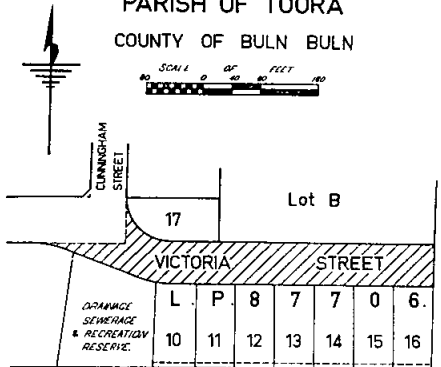 PARISH OF TOORA
COUNTY OF BULN BULN
SCALE OF FEET
80 0 40 80 160
CUNNINGHAM
STREET
17
Lot B
VICTORIA STREET
DRAINAGE
SEWERAGE
& RECREATION
RESERVE.
L P. 8 7 7 0 6.
10 11 12 13 14 15 16